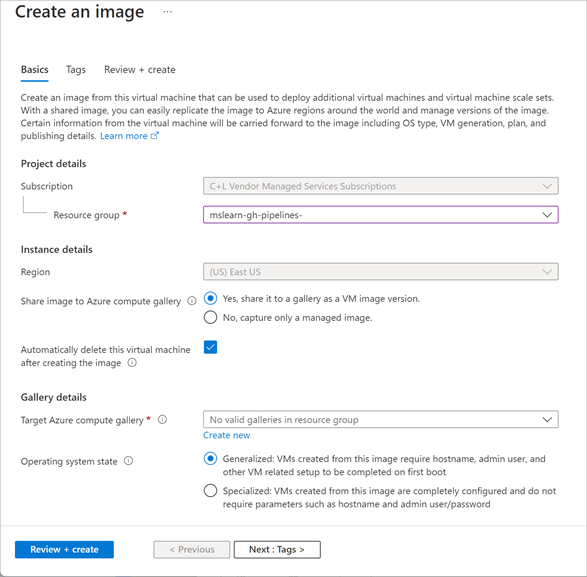 Create an image ...
Basics Tags Review + create
Create an image from this virtual machine that can be used to deploy additional virtual machines and virtual machine scale sets.
With a shared image, you can easily replicate the image to Azure regions around the world and manage versions of the image.
Certain information from the virtual machine will be carried forward to the image including OS type, VM generation, plan, and
publishing details. Learn more
Project details
Subscription
C+L Vendor Managed Services Subscriptions
Resource group *
mslearn-gh-pipelines-
Instance details
Region
(US) East US
Share image to Azure compute gallery
Yes, share it to a gallery as a VM image version.
No, capture only a managed image.
Automatically delete this virtual machine
after creating the image
Gallery details
Target Azure compute gallery *
No valid galleries in resource group
Create new
Operating system state
Generalized: VMs created from this image require hostname, admin user, and
other VM related setup to be completed on first boot
Specialized: VMs created from this image are completely configured and do not
require parameters such as hostname and admin user/password
Review + create
< Previous
Next : Tags >